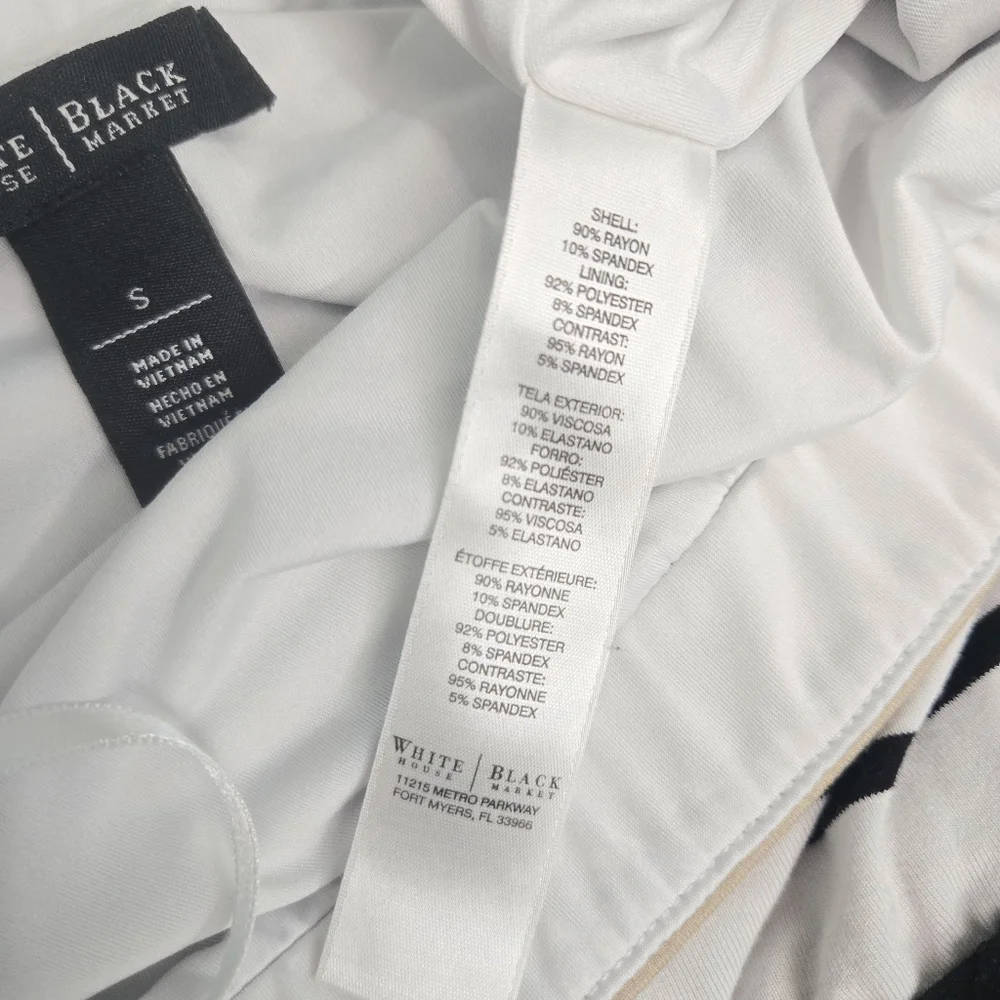 BLACK
MARKET
S
MADE IN
VIETNAM
HECHO EN
VIETNAM
SHELL:
90% RAYON
10% SPANDEX
LINING:
92% POLYESTER
8% SPANDEX
CONTRAST:
95% RAYON
5% SPANDEX
TELA EXTERIOR:
90% VISCOSA
10% ELASTANO
FORRO:
92% POLIÉSTER
8% ELASTANO
CONTRASTE:
95% VISCOSA
5% ELASTANO
ÉTOFFE EXTÉRIEURE:
90% RAYONNE
10% SPANDEX
DOUBLURE:
92% POLYESTER
8% SPANDEX
CONTRASTE:
95% RAYONNE
5% SPANDEX
WHITE
HOUSE
BLACK
MARKET
11215 METRO PARKWAY
FORT MYERS, FL 33966